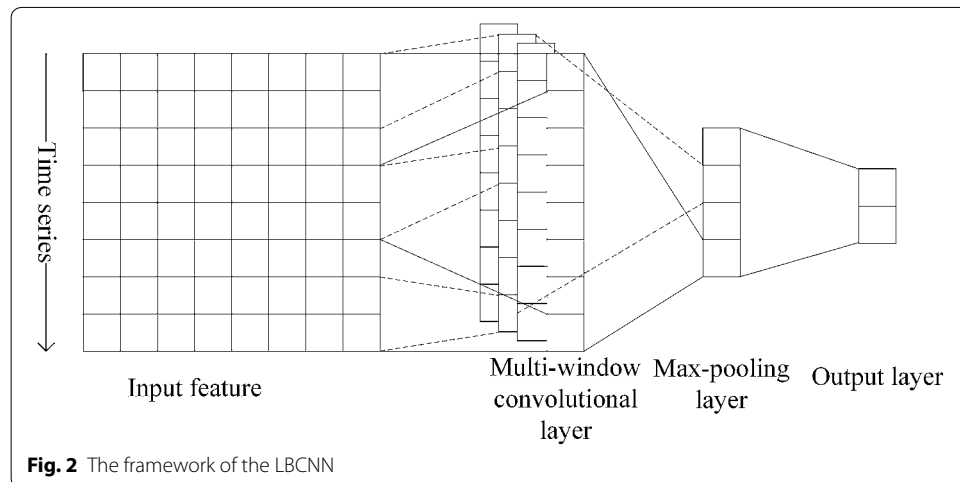 Time series
Input feature
Multi-window
convolutional
layer
Max-pooling
layer
Output layer
Fig. 2 The framework of the LBCNN